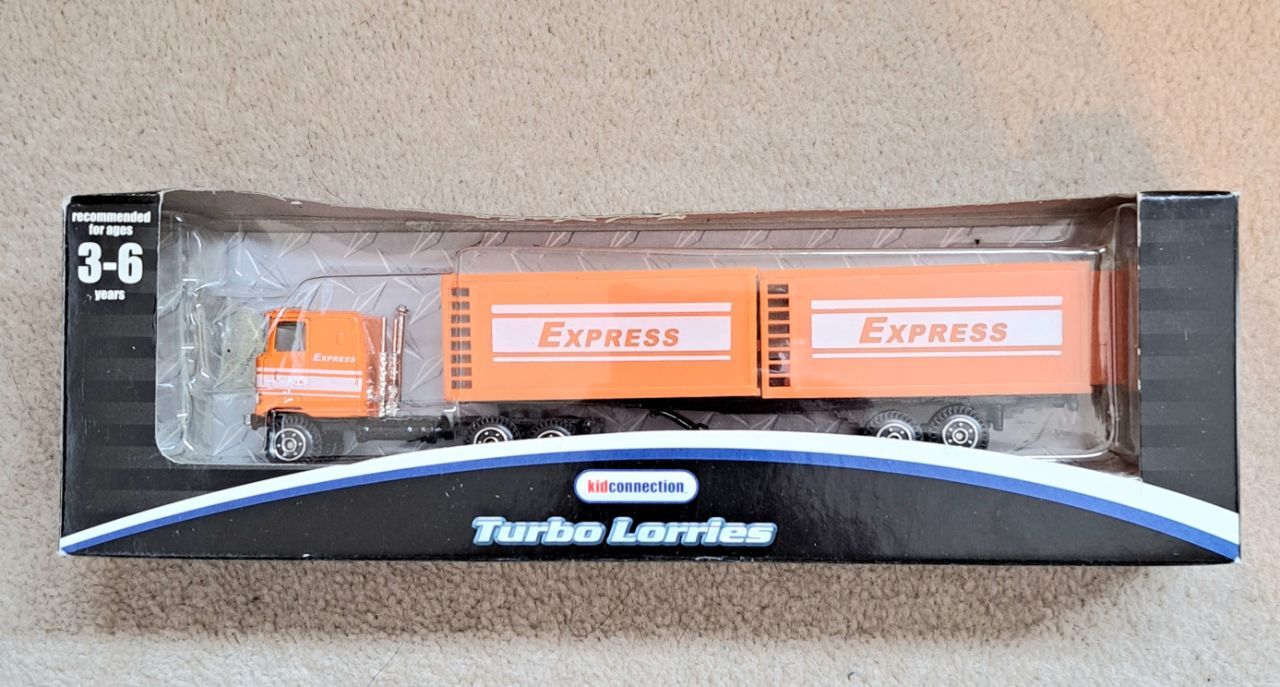 recommended
for ages
3-6
years
EXPRESS
EXPRESS
EXPRESS
kidconnection
Turbo Lorries